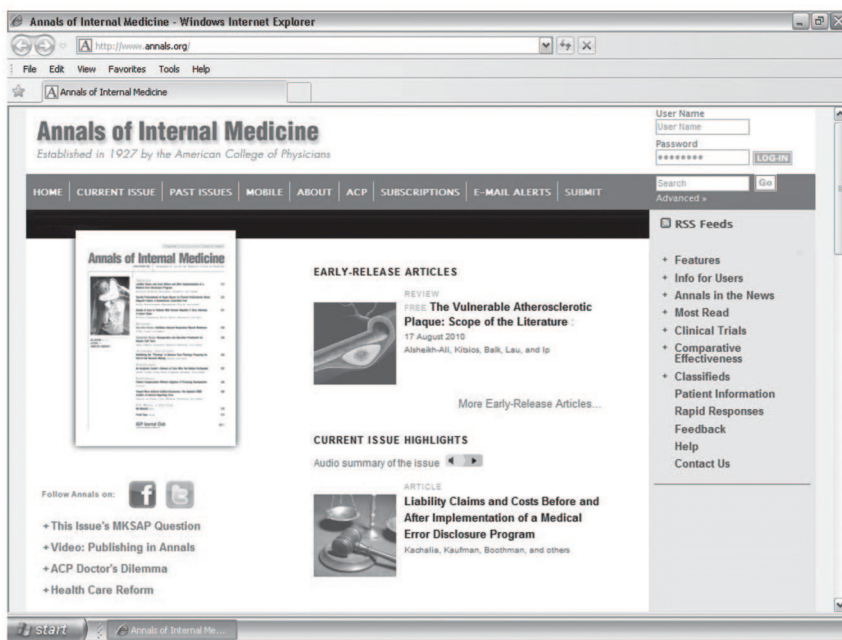 Annals of Internal Medicine - Windows Internet Explorer
http://www.annals.org/
File Edit View Favorites Tools Help
Annals of Internal Medicine
Annals of Internal Medicine
Established in 1927 by the American College of Physicians
User Name
User Name
Password
LOG-IN
HOME CURRENT ISSUE PAST ISSUES MOBILE ABOUT ACP SUBSCRIPTIONS E-MAIL ALERTS SUBMIT
Search Go
Advanced »
Annals of Internal Medicine
Follow Annals on:
+This Issue's MKSAP Question
+Video: Publishing in Annals
+ACP Doctor's Dilemma
+Health Care Reform
EARLY-RELEASE ARTICLES
REVIEW
FREE The Vulnerable Atherosclerotic
Plaque: Scope of the Literature
17 August 2010
Alsheikh-Ali, Kitsios, Balk, Lau, and Ip
More Early-Release Articles...
CURRENT ISSUE HIGHLIGHTS
Audio summary of the issue
ARTICLE
Liability Claims and Costs Before and
After Implementation of a Medical
Error Disclosure Program
Kachalia, Kaufman, Boothman, and others
RSS Feeds
+ Features
+ Info for Users
+ Annals in the News
+ Most Read
+ Clinical Trials
+ Comparative
Effectiveness
+ Classifieds
Patient Information
Rapid Responses
Feedback
Help
Contact Us
start
Annals of Internal Me...